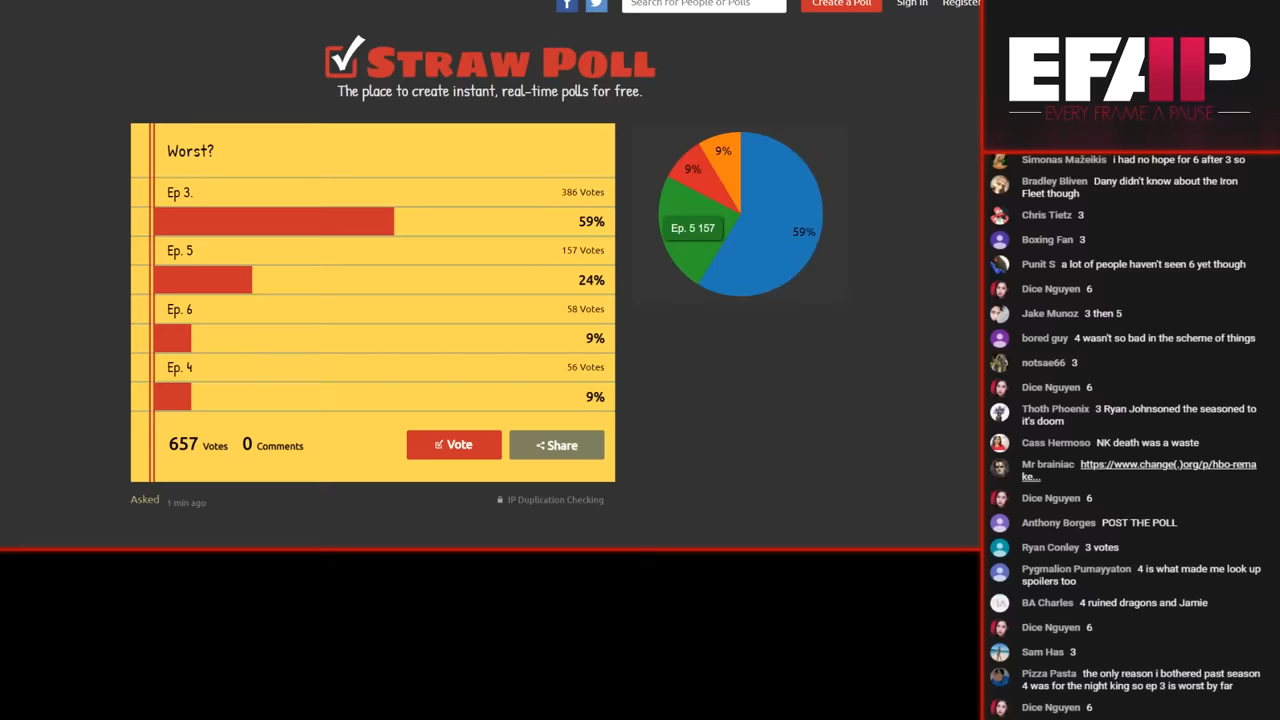 f
Search for People or Polls
Create a Poll
Sign In
Register
STRAW POLL
The place to create instant, real-time polls for free.
Worst?
Ep 3.
386 Votes
59%
Ep. 5
157 Votes
24%
Ep. 6
58 Votes
9%
Ep. 4
56 Votes
9%
657 Votes 0 Comments
Vote
Share
Asked 1 min ago
IP Duplication Checking
9%
9%
Ep. 5 157
59%
EFAP
EVERY FRAME A PAUSE
Simonas Mažeikis i had no hope for 6 after 3 so
Bradley Bliven Dany didn't know about the Iron
Fleet though
Chris Tietz 3
Boxing Fan 3
Punit S a lot of people haven't seen 6 yet though
Dice Nguyen 6
Jake Munoz 3 then 5
bored guy 4 wasn't so bad in the scheme of things
notsae66 3
Dice Nguyen 6
Thoth Phoenix 3 Ryan Johnsoned the seasoned to
it's doom
Cass Hermoso NK death was a waste
Mr brainiac https://www.change(.)org/p/hbo-rema
ke...
Dice Nguyen 6
Anthony Borges POST THE POLL
Ryan Conley 3 votes
Pygmalion Pumayyaton 4 is what made me look up
spoilers too
BA Charles 4 ruined dragons and Jamie
Dice Nguyen 6
Sam Has 3
Pizza Pasta the only reason i bothered past season
4 was for the night king so ep 3 is worst by far
Dice Nguyen 6